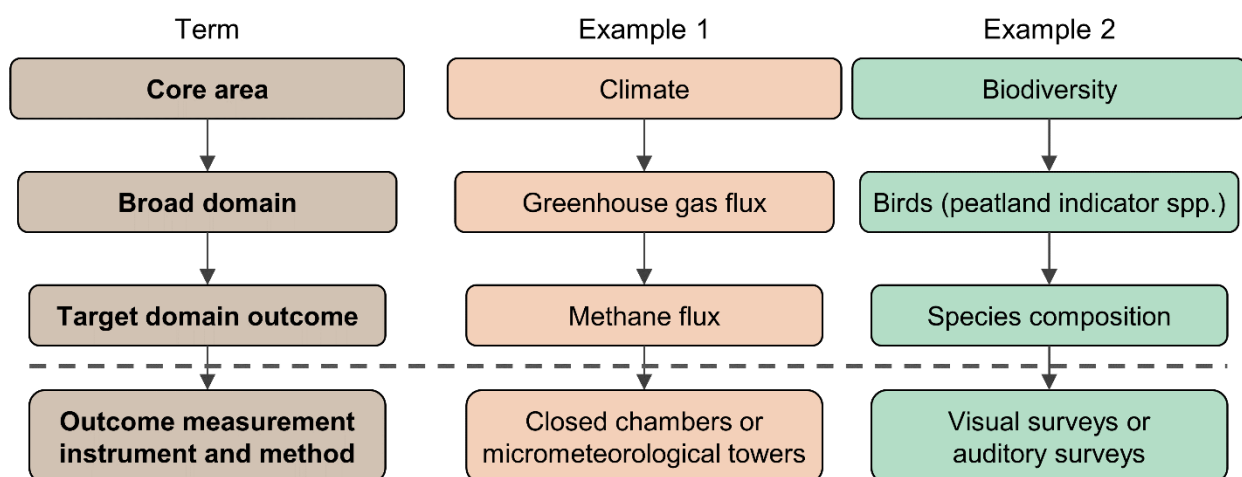 Term
Example 1
Example 2
Core area
Climate
Biodiversity
Broad domain
Greenhouse gas flux
Birds (peatland indicator spp.)
Target domain outcome
Methane flux
Species composition
Outcome measurement
instrument and method
Closed chambers or
micrometeorological towers
Visual surveys or
auditory surveys